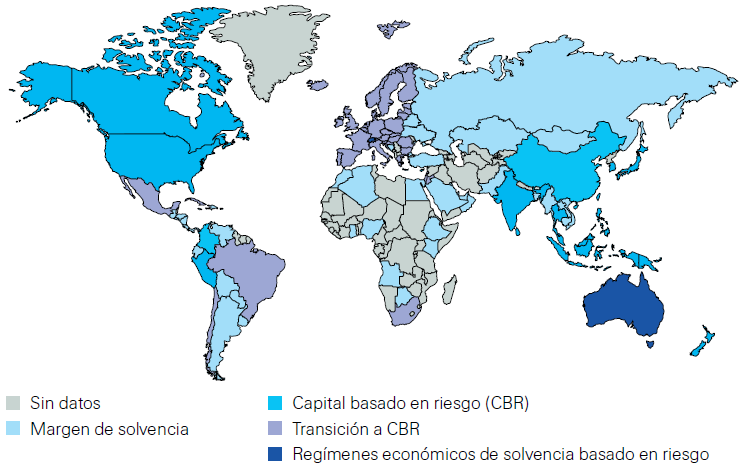 Sin datos
Margen de solvencia
Capital basado en riesgo (CBR)
Transición a CBR
Regímenes económicos de solvencia basado en riesgo